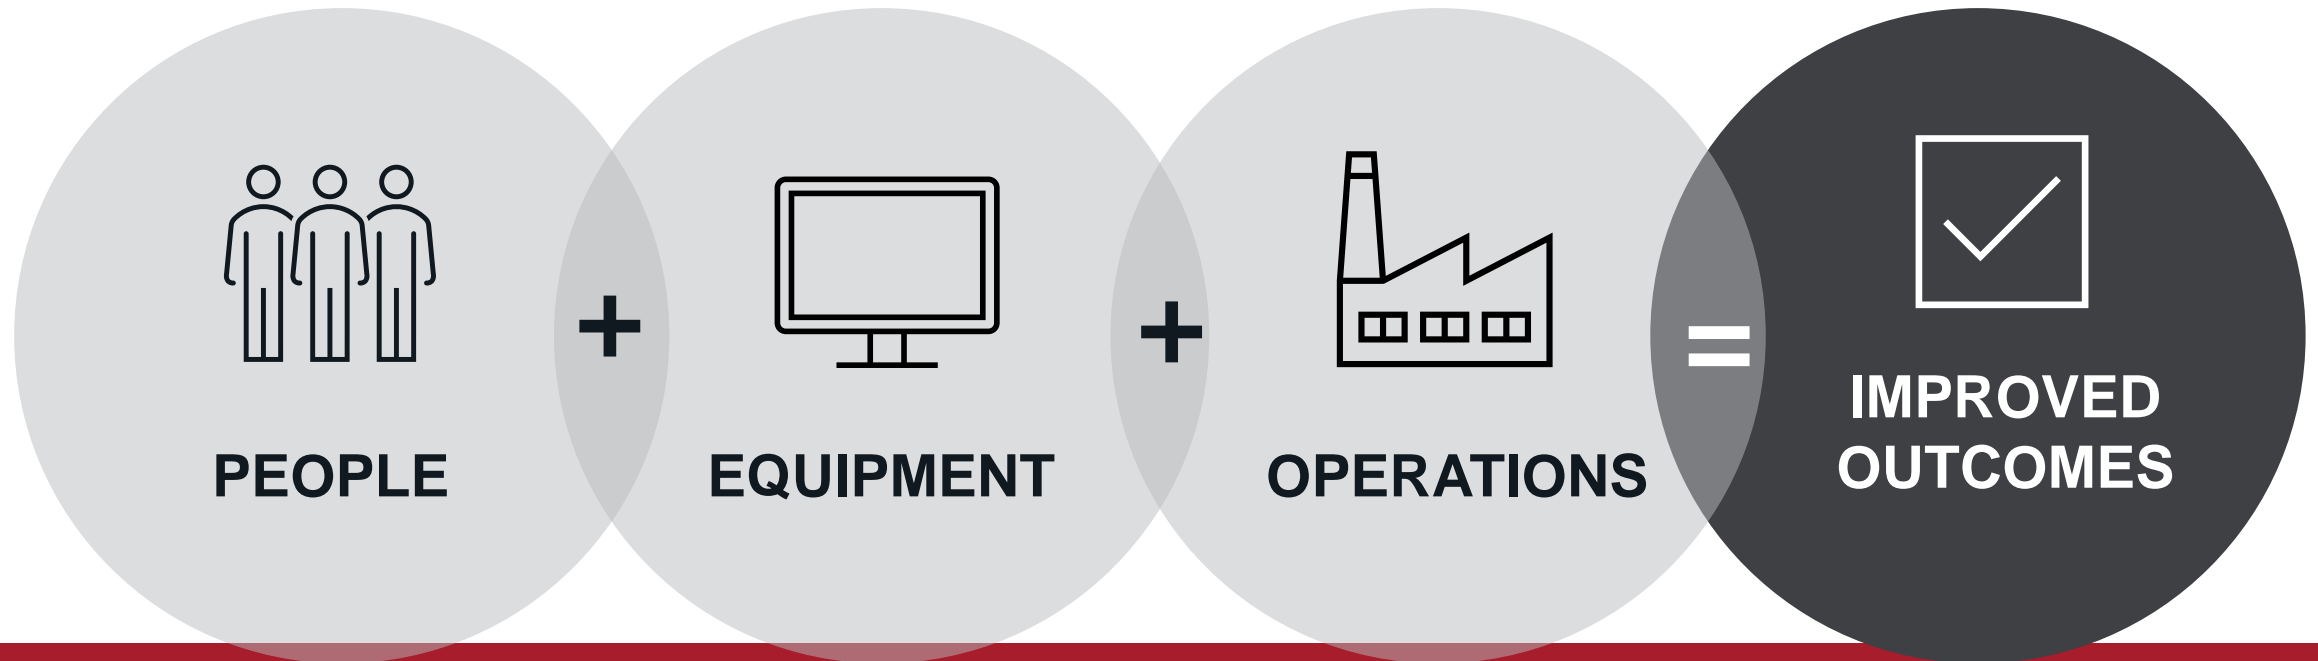 PEOPLE
+
EQUIPMENT
+
OPERATIONS
=
IMPROVED
OUTCOMES